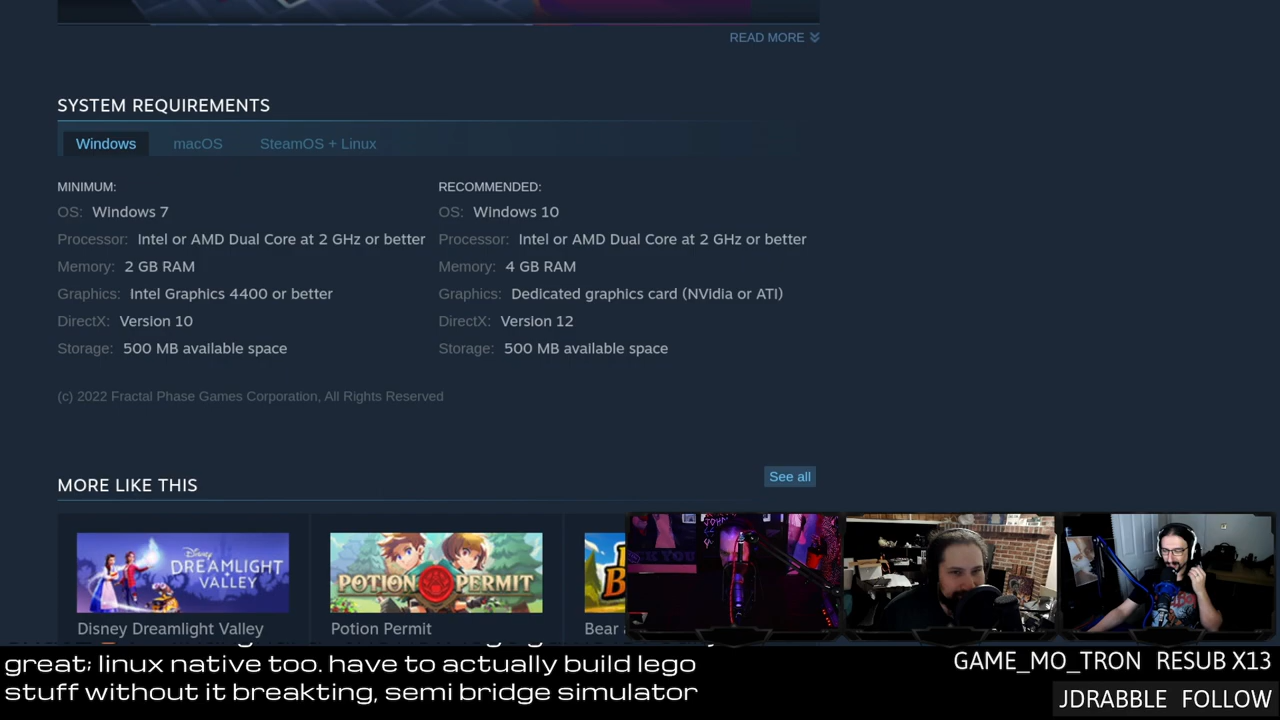 READ MORE
SYSTEM REQUIREMENTS
Windows
macOS
SteamOS + Linux
MINIMUM:
OS: Windows 7
Processor: Intel or AMD Dual Core at 2 GHz or better
Memory: 2 GB RAM
Graphics: Intel Graphics 4400 or better
DirectX: Version 10
Storage: 500 MB available space
RECOMMENDED:
OS: Windows 10
Processor: Intel or AMD Dual Core at 2 GHz or better
Memory: 4 GB RAM
Graphics: Dedicated graphics card (NVidia or ATI)
DirectX: Version 12
Storage: 500 MB available space
(c) 2022 Fractal Phase Games Corporation, All Rights Reserved
MORE LIKE THIS
See all
Disney
DREAMLIGHT
VALLEY
POTION PERMIT
Disney Dreamlight Valley
Potion Permit
Bear
great; linux native too. have to actually build lego
stuff without it breakting, semi bridge simulator
GAME_MO_TRON RESUB X13
JDRABBLE FOLLOW